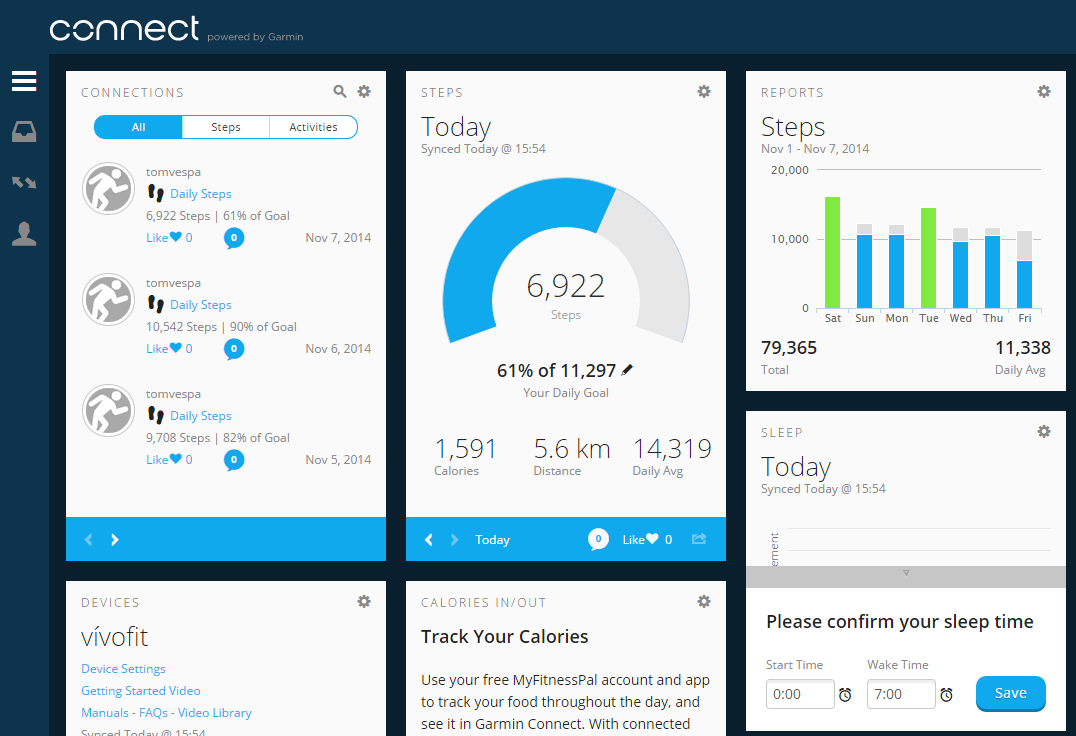 connect powered by Garmin
CONNECTIONS
All Steps Activities
tomvespa
Daily Steps
6,922 Steps | 61% of Goal
Like 0 0 Nov 7, 2014
tomvespa
Daily Steps
10,542 Steps | 90% of Goal
Like 0 0 Nov 6, 2014
tomvespa
Daily Steps
9,708 Steps | 82% of Goal
Like 0 0 Nov 5, 2014
STEPS
Today
Synced Today @ 15:54
6,922
Steps
61% of 11,297
Your Daily Goal
1,591 5.6 km 14,319
Calories Distance Daily Avg
Today 0 Like 0
REPORTS
Steps
Nov 1 - Nov 7, 2014
20,000
10,000
0
Sat Sun Mon Tue Wed Thu Fri
79,365 11,338
Total Daily Avg
SLEEP
Today
Synced Today @ 15:54
ement
Please confirm your sleep time
Start Time Wake Time
0:00 7:00 Save
DEVICES
vívofit
Device Settings
Getting Started Video
Manuals - FAQs - Video Library
Synced Today @ 15:54
CALORIES IN/OUT
Track Your Calories
Use your free MyFitnessPal account and app
to track your food throughout the day, and
see it in Garmin Connect. With connected